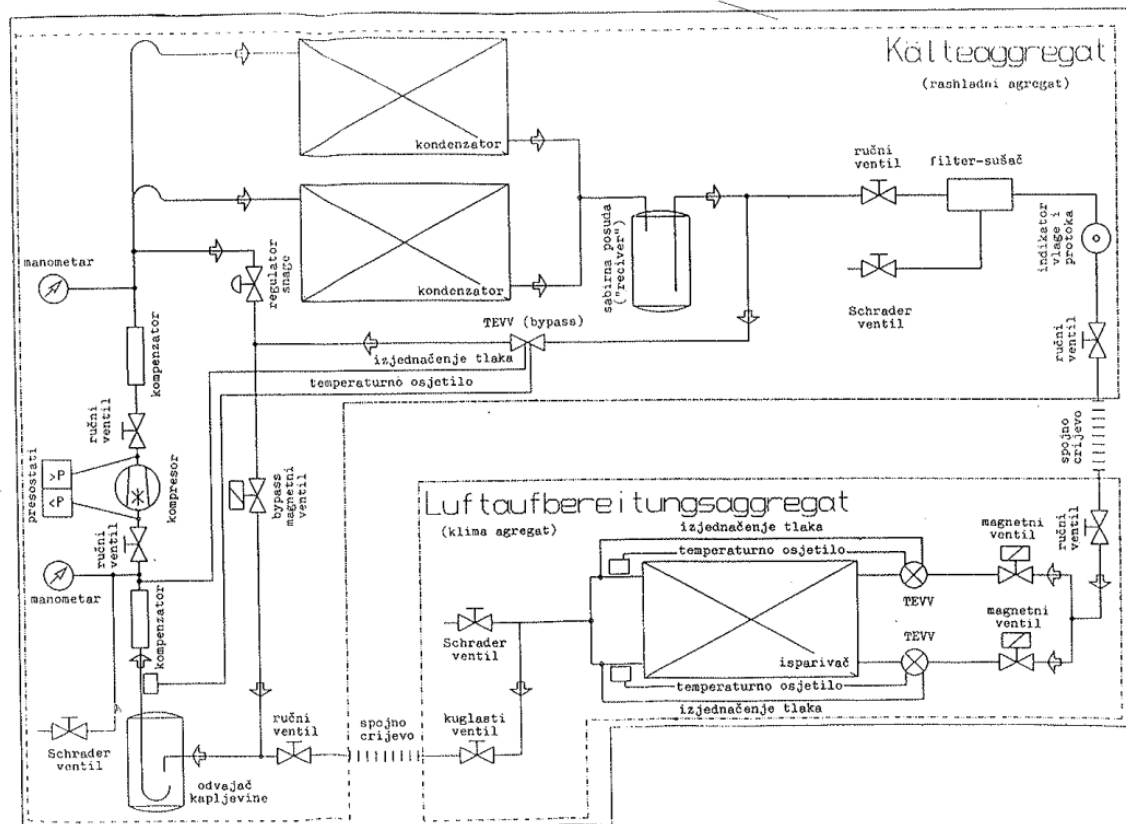 Kälteaggregat
(rashladni agregat)
kondenzator
ručni
ventil
filter-sušač
indikator
vlage i
protoka
sabirna posuda
("reciver")
manometar
regulator
snage
kondenzator
Schrader
ventil
TEVV (bypass)
izjednačenje tlaka
temperaturno osjetilo
kompenzator
ručni
ventil
ručni
ventil
spojno
crijevo
presostati
>P
<P
kompresor
bypass
magnetni
ventil
Luftaufbereitungsaggregat
(klima agregat)
izjednačenje tlaka
temperaturno osjetilo
magnetni
ventil
ručni
ventil
ručni
ventil
manometar
TEVV
kompenzator
Schrader
ventil
magnetni
ventil
TEVV
isparivač
temperaturno osjetilo
izjednačenje tlaka
Schrader
ventil
ručni
ventil
spojno
crijevo
kuglasti
ventil
odvajač
kapljevine